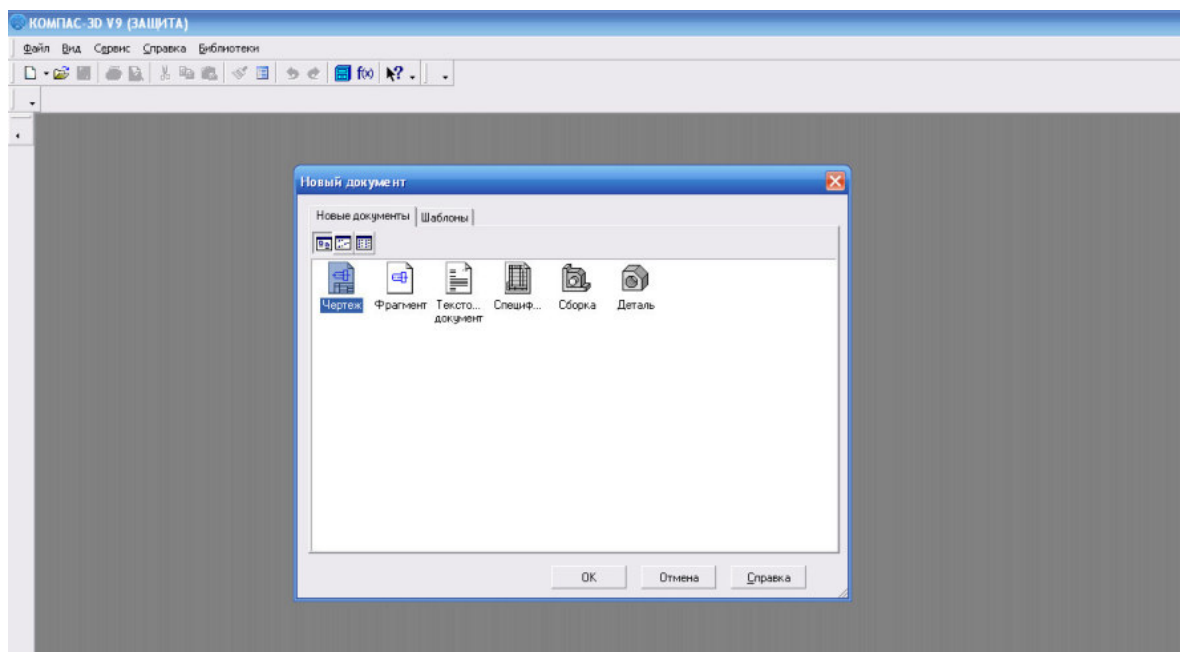 КОМПАС-3D V9 (ЗАЩИТА)
Файл Вид Сервис Справка Библиотеки
f(x)
Новый документ
Новые документы Шаблоны
Чертеж Фрагмент Тексто... документ Специф... Сборка Деталь
OK Отмена Справка